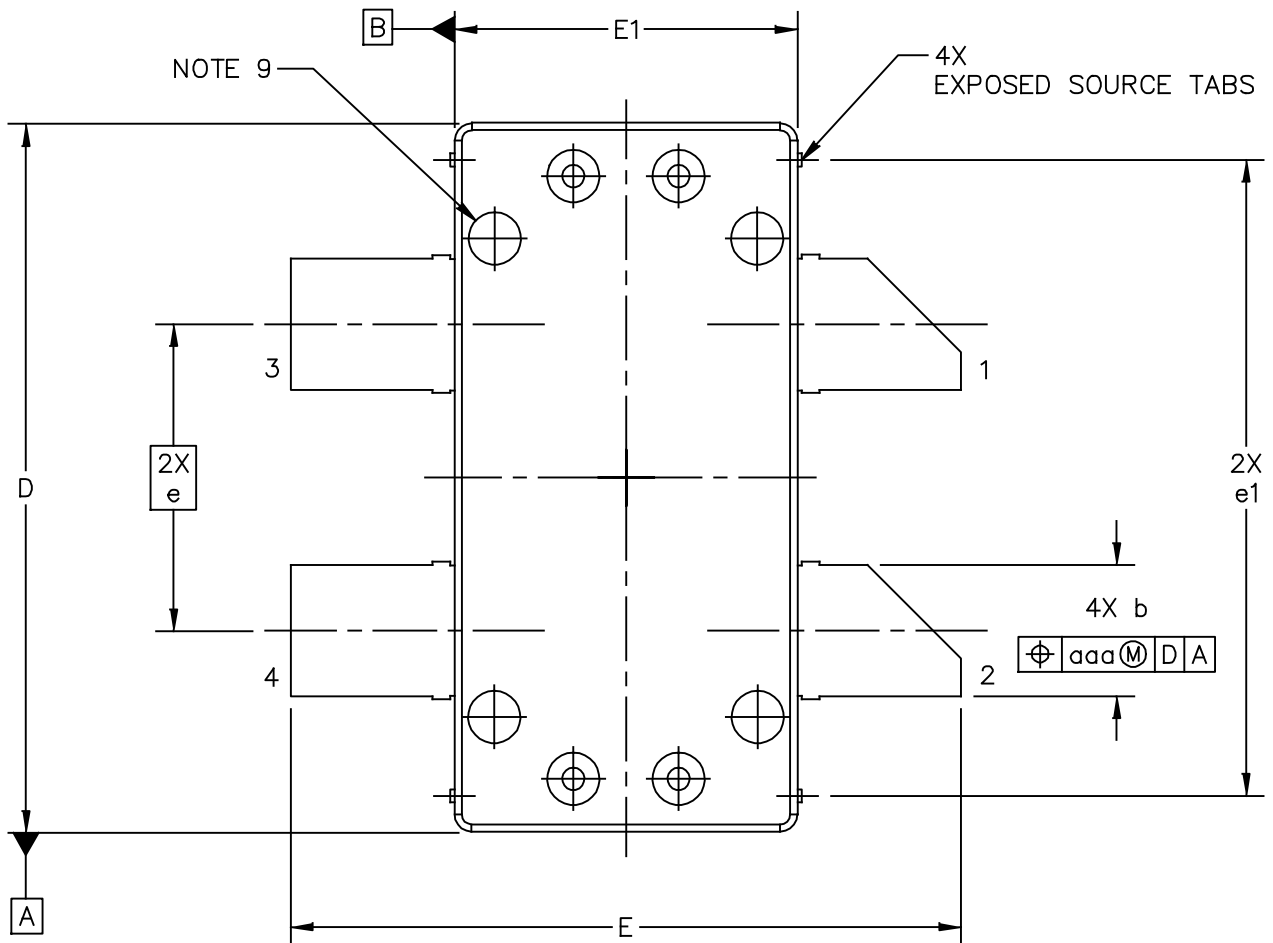 B
E1
4X
EXPOSED SOURCE TABS
NOTE 9
3
1
2X
e
D
2X
e1
4X b
aaa Ⓜ D A
4
2
A
E